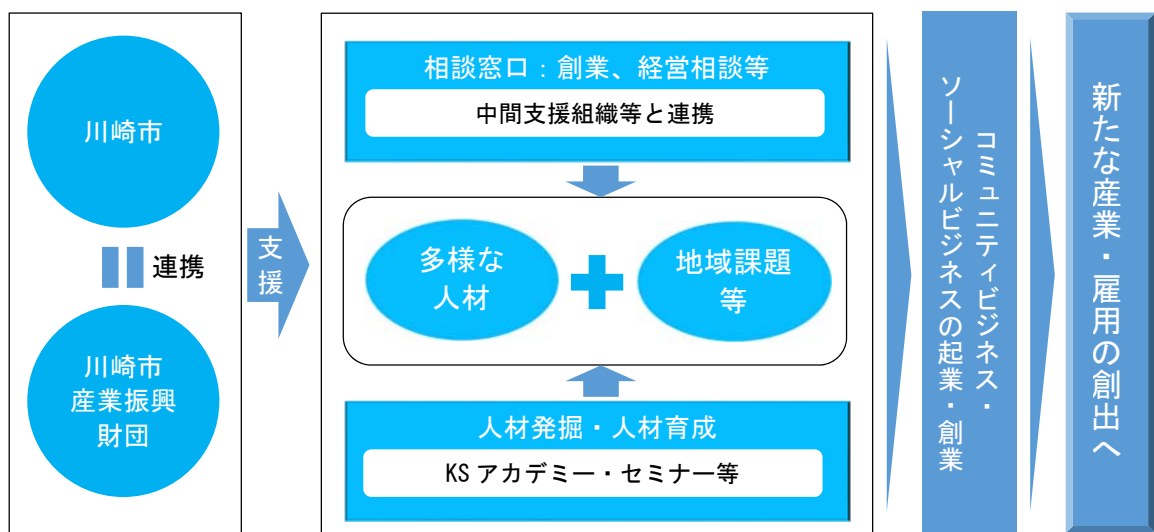 川崎市
連携
川崎市
産業振興
財団
支援
相談窓口：創業、経営相談等
中間支援組織等と連携
多様な
人材
地域課題
等
人材発掘・人材育成
KSアカデミー・セミナー等
コミュニティビジネス・
ソーシャルビジネスの起業・創業
新たな産業・雇用の創出へ